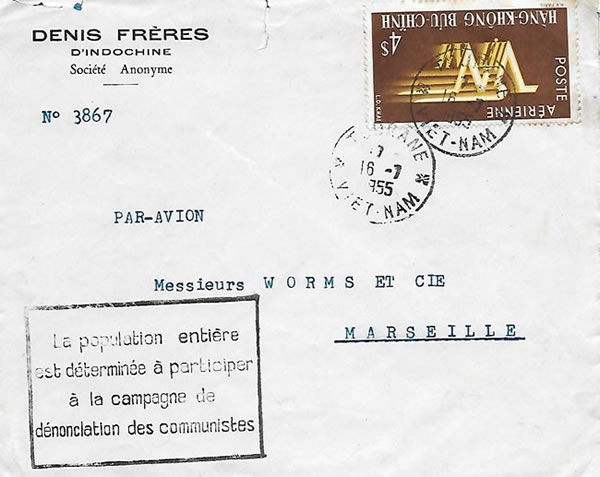 DENIS FRÈRES
D'INDOCHINE
Société Anonyme
Nº 3867
4$
HÀNG-KHÔNG BƯU-CHÍNH
POSTE
AÉRIENNE
VIET-NAM
16 -7
1955
VIET-NAM
PAR-AVION
Messieurs WORMS ET CIE
MARSEILLE
La population entière
est déterminée à participer
à la campagne de
dénonciation des communistes